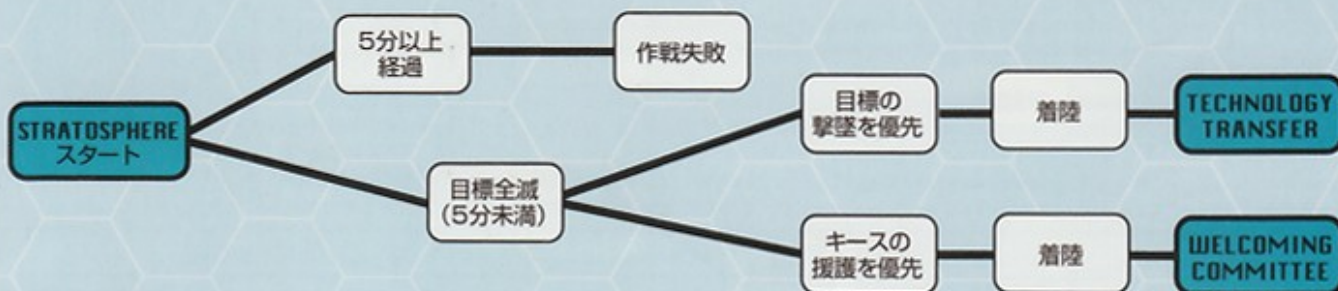 STRATOSPHERE
スタート
5分以上
経過
作戦失敗
目標全滅
(5分未満)
目標の
撃墜を優先
着陸
TECHNOLOGY
TRANSFER
キースの
援護を優先
着陸
WELCOMING
COMMITTEE